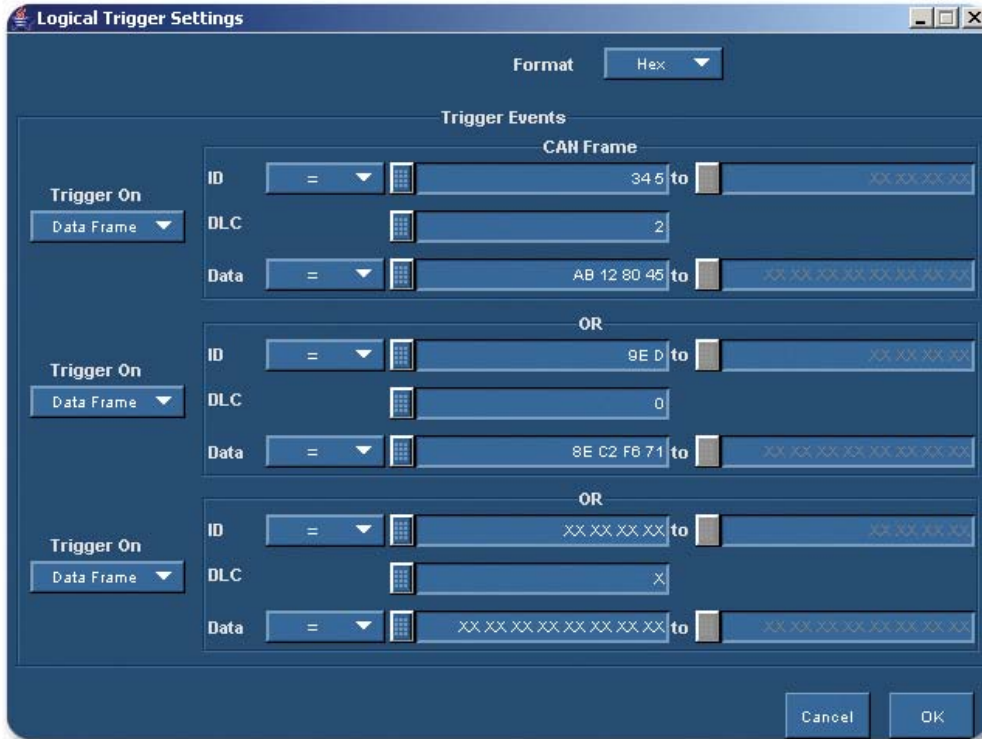 Logical Trigger Settings
Format Hex
Trigger Events
CAN Frame
Trigger On
Data Frame
ID = 34 5 to XX XX XX XX
DLC 2
Data = AB 12 80 45 to XX XX XX XX XX XX XX XX
OR
Trigger On
Data Frame
ID = 9E D to XX XX XX XX
DLC 0
Data = 8E C2 F6 71 to XX XX XX XX XX XX XX XX
OR
Trigger On
Data Frame
ID = XX XX XX XX to XX XX XX XX
DLC X
Data = XX XX XX XX XX XX XX XX to XX XX XX XX XX XX XX XX
Cancel OK